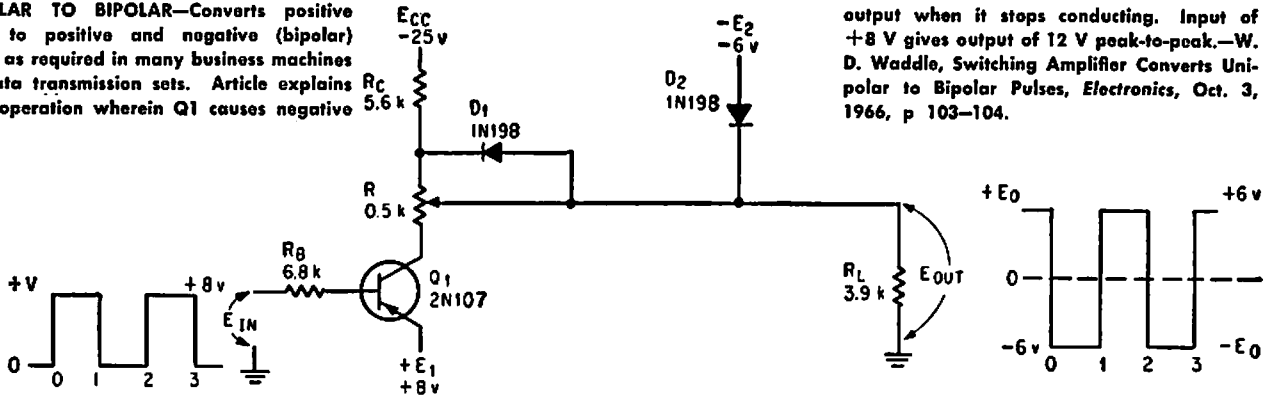 LAR TO BIPOLAR—Converts positive
to positive and negative (bipolar)
as required in many business machines
ta transmission sets. Article explains
operation wherein Q1 causes negative
output when it stops conducting. Input of
+8 V gives output of 12 V peak-to-peak.—W.
D. Waddle, Switching Amplifier Converts Uni-
polar to Bipolar Pulses, Electronics, Oct. 3,
1966, p 103–104.
ECC
-25 v
RC
5.6 k
D1
1N198
R
0.5 k
-E2
-6 v
D2
1N198
RB
6.8 k
Q1
2N107
+E1
+8 v
RL
3.9 k
EOUT
+V
+8 v
0
0 1 2 3
EIN
+E0
+6 v
0
-6 v
-E0
0 1 2 3